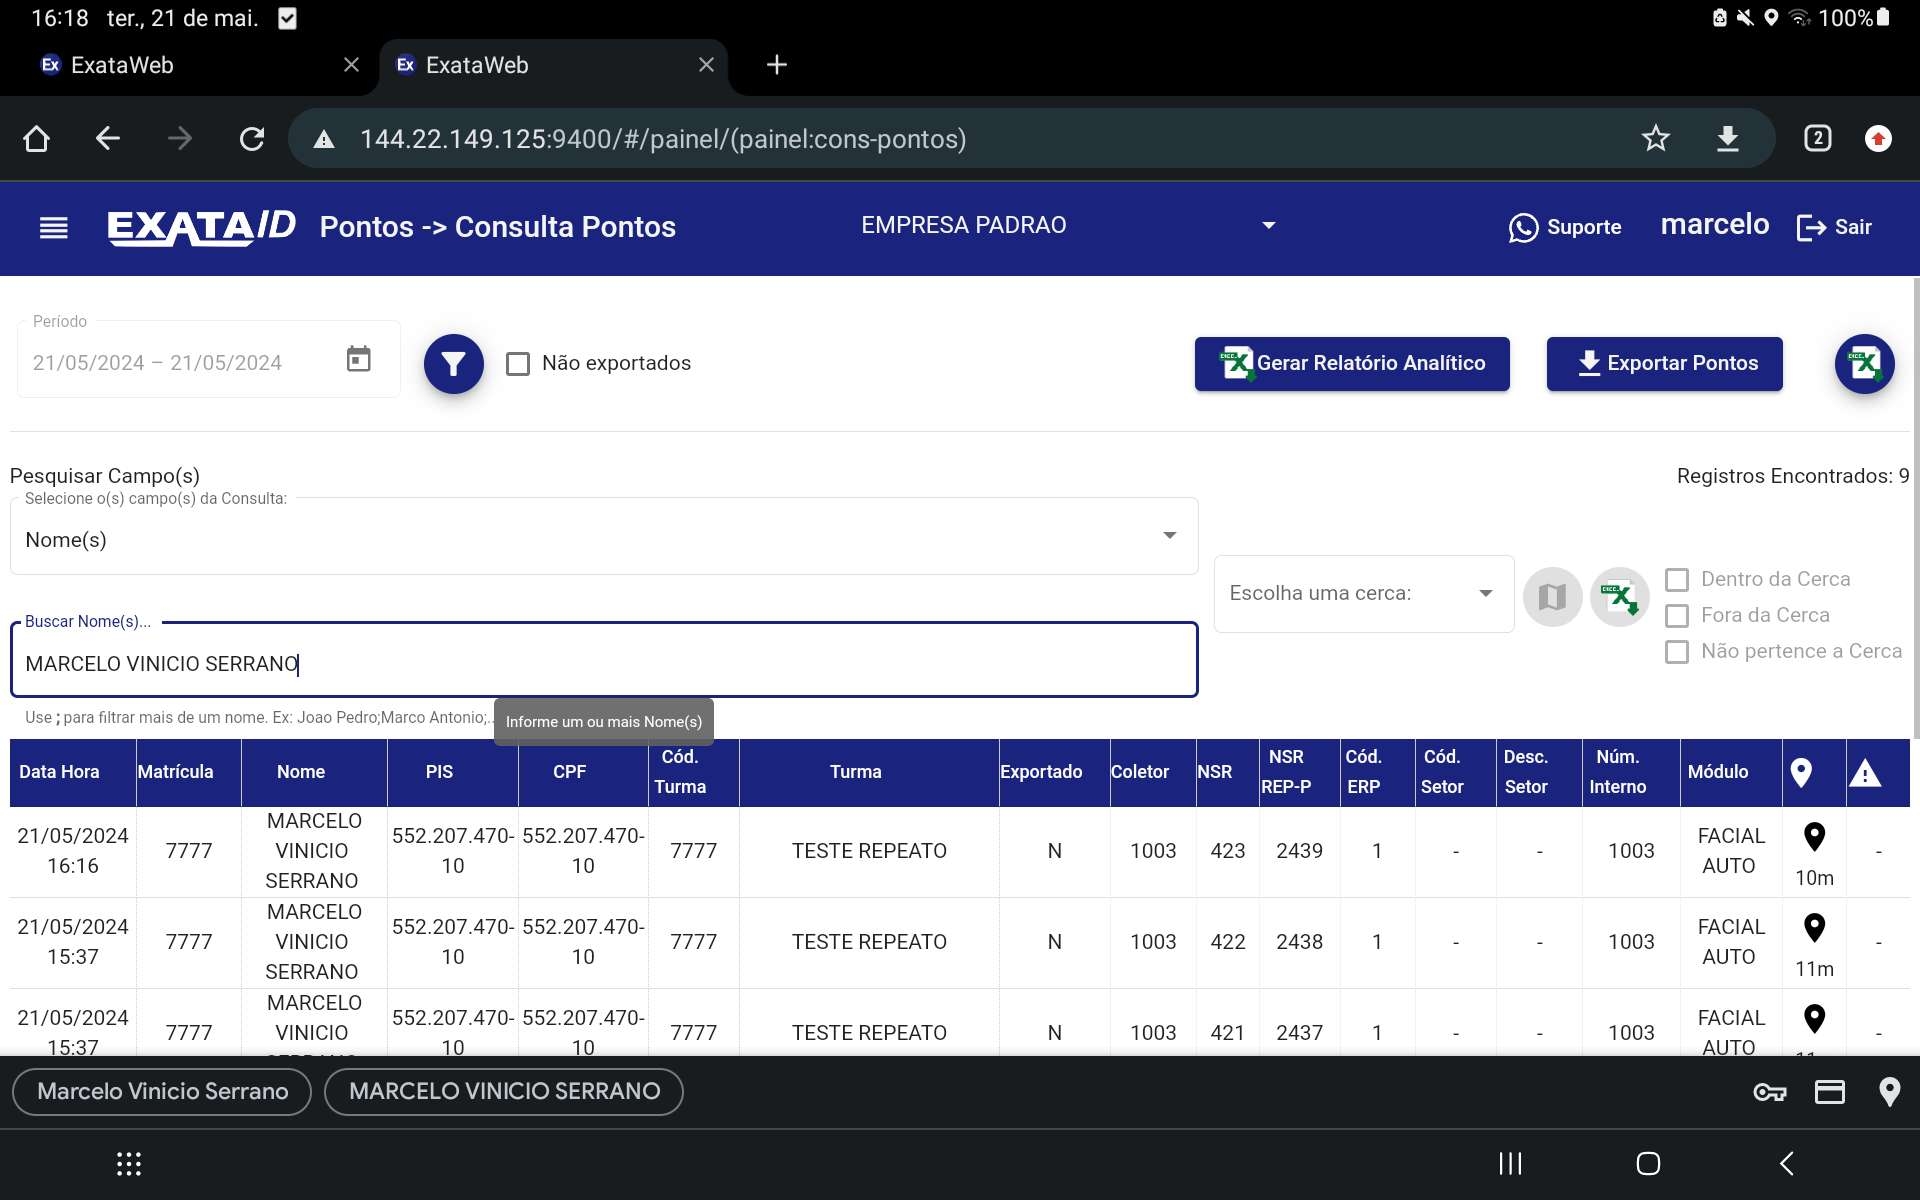 16:18 ter., 21 de mai. 100%
Ex ExataWeb Ex ExataWeb
144.22.149.125:9400/#/painel/(painel:cons-pontos) 2
EXATA/ID Pontos -> Consulta Pontos EMPRESA PADRAO Suporte marcelo Sair
Período
21/05/2024 – 21/05/2024 Não exportados Gerar Relatório Analítico Exportar Pontos
Pesquisar Campo(s) Registros Encontrados: 9
Selecione o(s) campo(s) da Consulta:
Nome(s)
Escolha uma cerca: Dentro da Cerca
Fora da Cerca
Não pertence a Cerca
Buscar Nome(s)...
MARCELO VINICIO SERRANO
Use ; para filtrar mais de um nome. Ex: Joao Pedro;Marco Antonio;.. Informe um ou mais Nome(s)
Data Hora Matrícula Nome PIS CPF Cód. Turma Turma Exportado Coletor NSR NSR REP-P Cód. ERP Cód. Setor Desc. Setor Núm. Interno Módulo
21/05/2024 16:16 7777 MARCELO VINICIO SERRANO 552.207.470-10 552.207.470-10 7777 TESTE REPEATO N 1003 423 2439 1 - - 1003 FACIAL AUTO 10m -
21/05/2024 15:37 7777 MARCELO VINICIO SERRANO 552.207.470-10 552.207.470-10 7777 TESTE REPEATO N 1003 422 2438 1 - - 1003 FACIAL AUTO 11m -
21/05/2024 15:37 7777 MARCELO VINICIO 552.207.470-10 552.207.470-10 7777 TESTE REPEATO N 1003 421 2437 1 - - 1003 FACIAL AUTO -
Marcelo Vinicio Serrano MARCELO VINICIO SERRANO